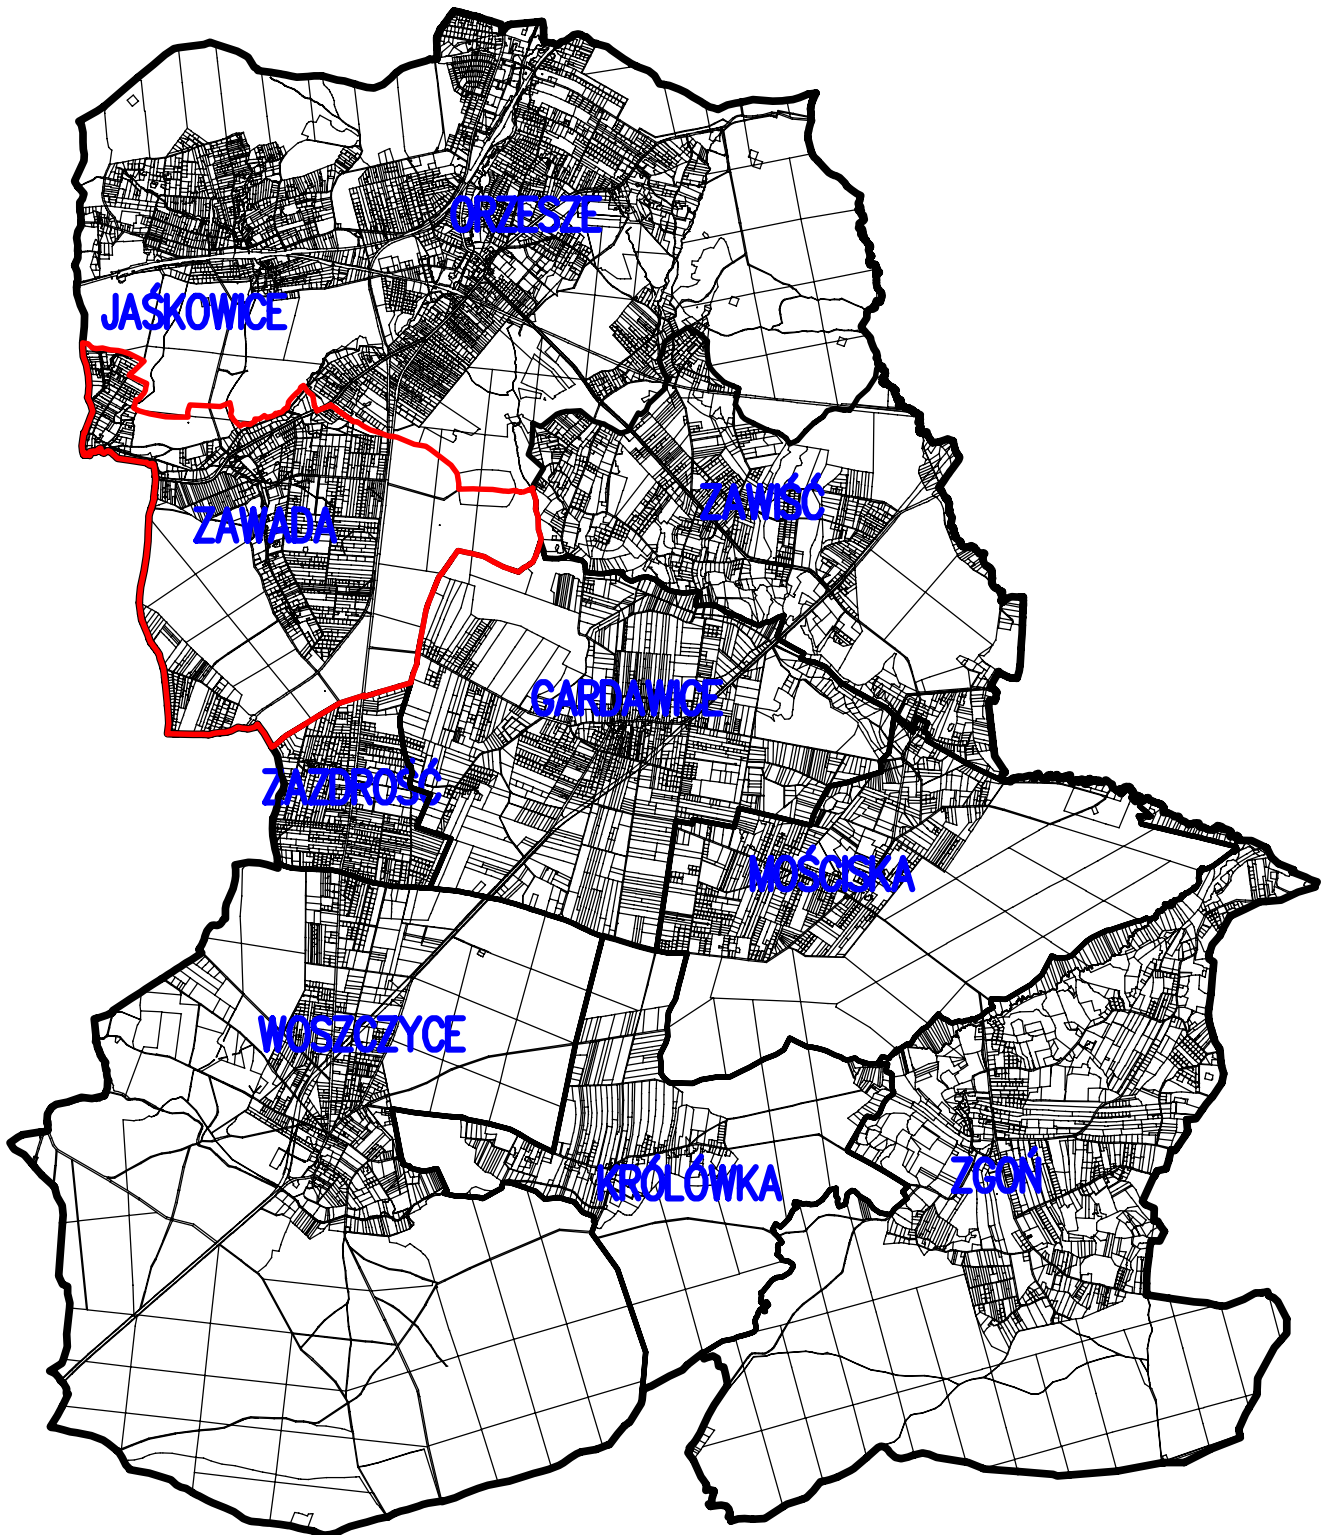 ORZESZE
JAŚKOWICE
ZAWIŚĆ
ZAWADA
GARDAWICE
ZAZDROŚĆ
MOŚCISKA
WOSZCZYCE
KRÓLÓWKA
ZGOŃ